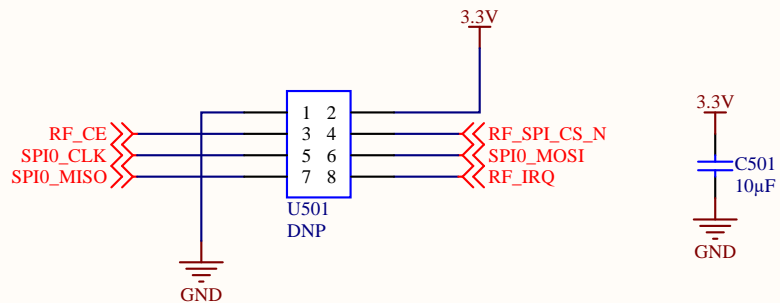 3.3V
1 2
RF_CE 3 4 RF_SPI_CS_N
SPI0_CLK 5 6 SPI0_MOSI
SPI0_MISO 7 8 RF_IRQ
U501
DNP
GND
3.3V
C501
10µF
GND